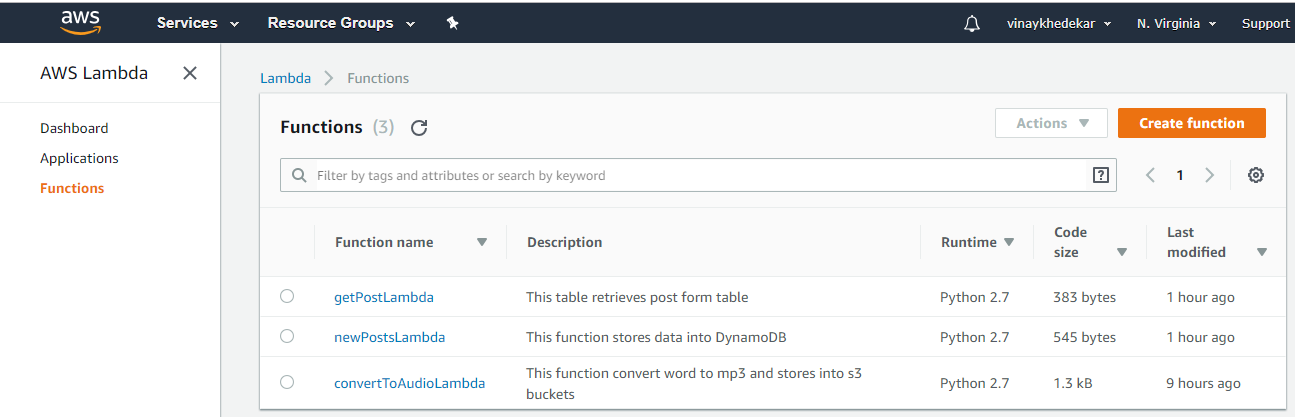 aws Services Resource Groups vinaykhedekar N. Virginia Support
AWS Lambda
Dashboard
Applications
Functions
Lambda Functions
Functions (3) Actions Create function
Filter by tags and attributes or search by keyword ? 1
Function name Description Runtime Code size Last modified
getPostLambda This table retrieves post form table Python 2.7 383 bytes 1 hour ago
newPostsLambda This function stores data into DynamoDB Python 2.7 545 bytes 1 hour ago
convertToAudioLambda This function convert word to mp3 and stores into s3 buckets Python 2.7 1.3 kB 9 hours ago